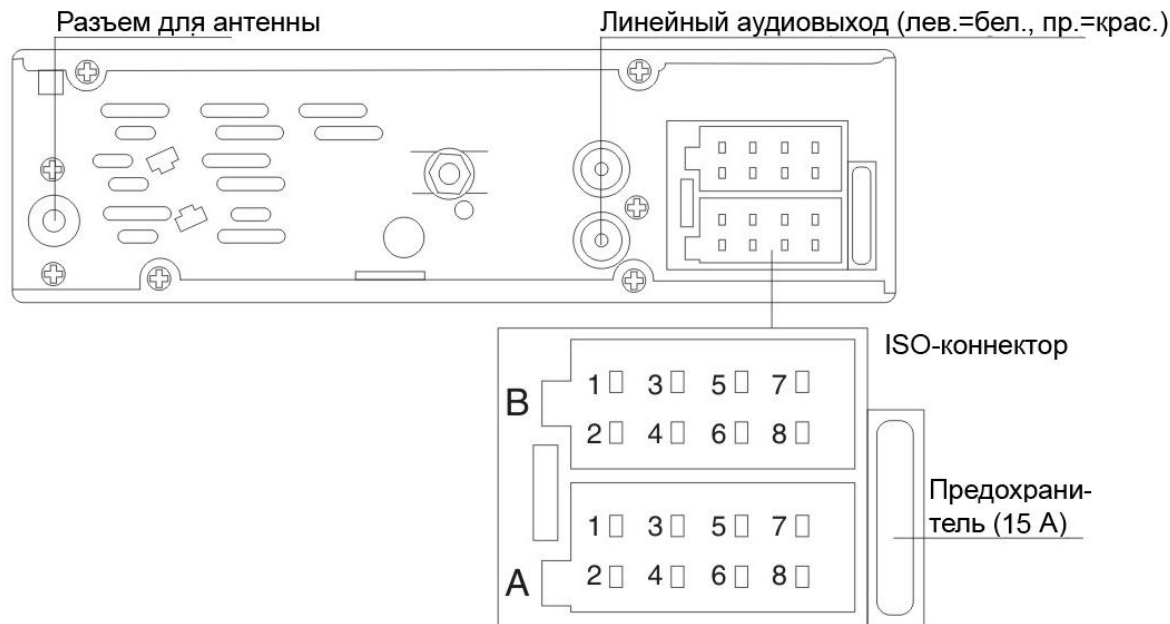 Разъем для антенны
Линейный аудиовыход (лев.=бел., пр.=крас.)
ISO-коннектор
B
1 3 5 7
2 4 6 8
Предохрани-
тель (15 А)
A
1 3 5 7
2 4 6 8